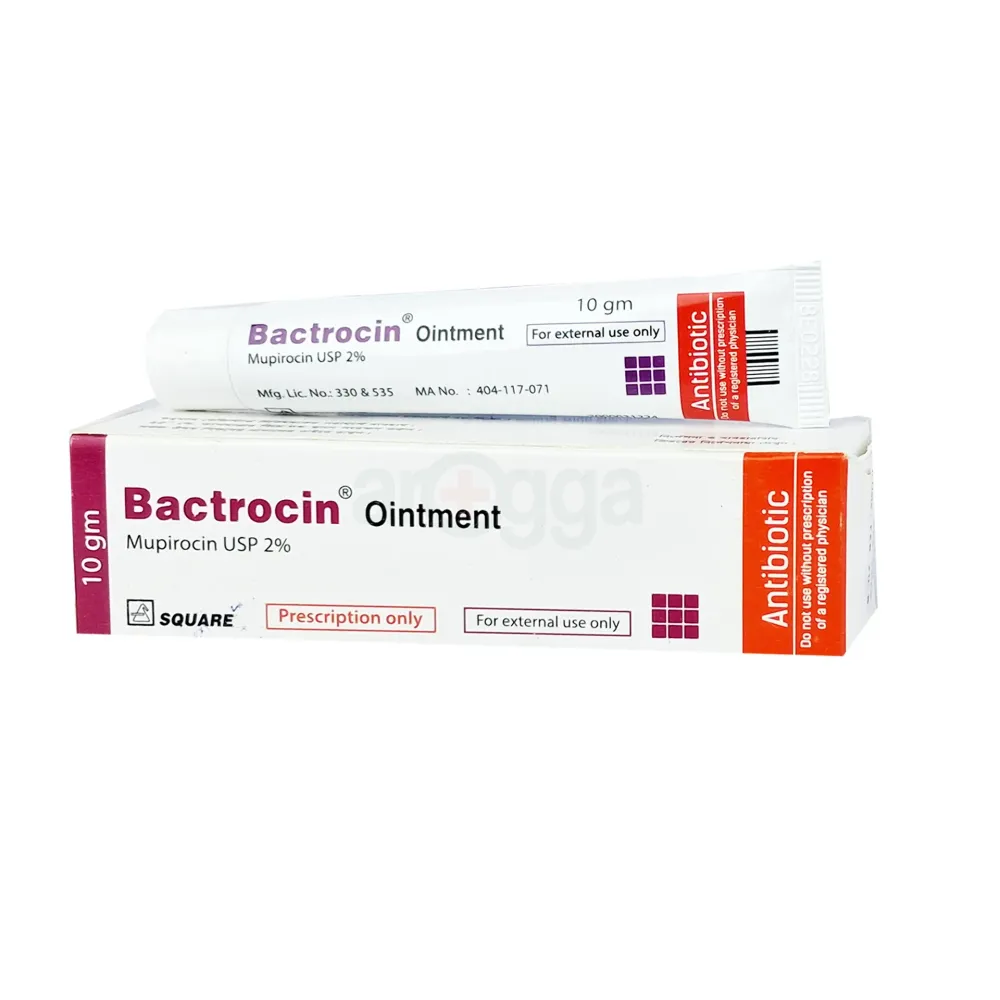 Bactrocin® Ointment
Mupirocin USP 2%
10 gm
For external use only
Mfg. Lic. No.: 330 & 535 MA No. : 404-117-071
Antibiotic
Do not use without prescription
of a registered physician
arogga
10 gm
Bactrocin® Ointment
Mupirocin USP 2%
SQUARE
Prescription only
For external use only
Antibiotic
Do not use without prescription
of a registered physician